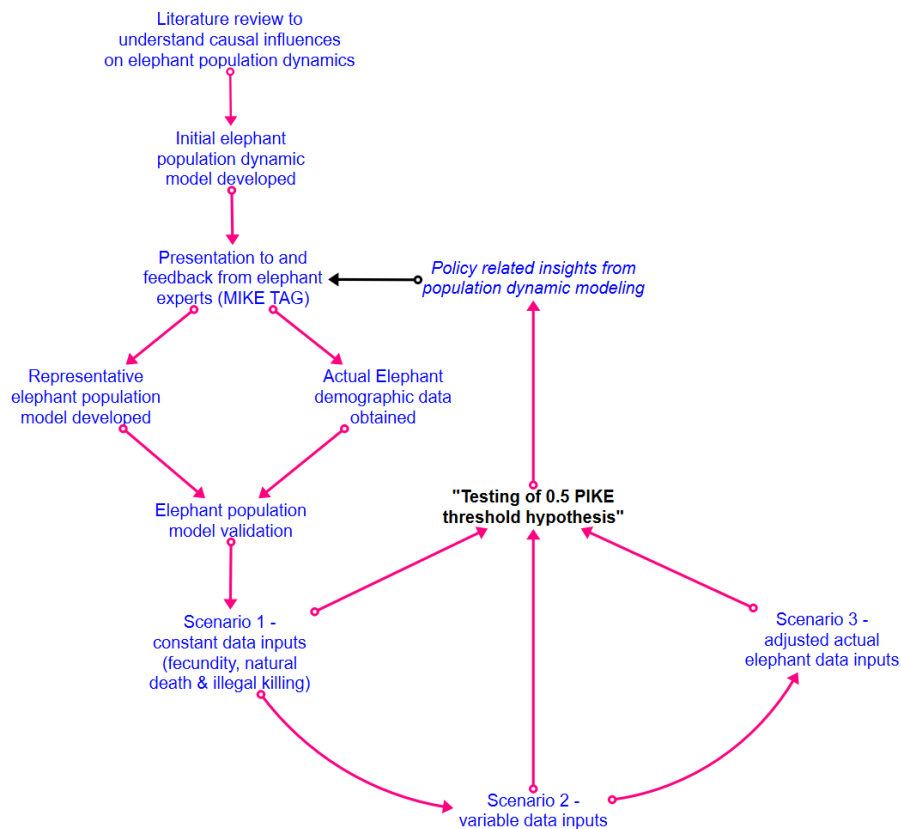 Literature review to
understand causal influences
on elephant population dynamics
Initial elephant
population dynamic
model developed
Presentation to and
feedback from elephant
experts (MIKE TAG)
Policy related insights from
population dynamic modeling
Representative
elephant population
model developed
Actual Elephant
demographic data
obtained
Elephant population
model validation
"Testing of 0.5 PIKE
threshold hypothesis"
Scenario 1 -
constant data inputs
(fecundity, natural
death & illegal killing)
Scenario 3 -
adjusted actual
elephant data inputs
Scenario 2 -
variable data inputs